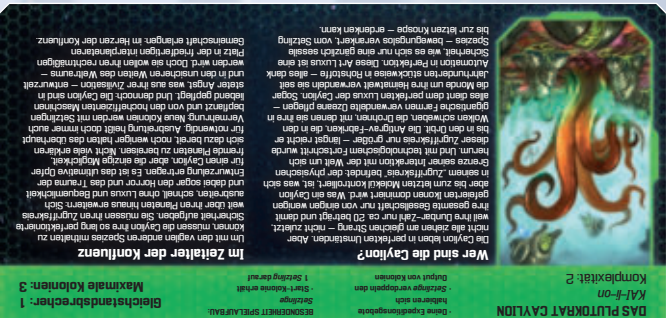 DAS PLUTOKRAT CAYLION
KAI-li-on
Komplexität: 2
· Deine Expeditionsgebote
halbieren sich
· Setzlinge verdoppeln den
Output von Kolonien
BESONDERER SPIELAUFBAU:
Setzlinge
· Start-Kolonie erhält
1 Setzling darauf
Gleichstandsbrecher: 1
Maximale Kolonien: 3
Wer sind die Caylion?
Die Caylion leben in perfekten Umständen. Aber
nicht alle ziehen am gleichen Strang – nicht zuletzt,
weil ihre Dunbar-Zahl nur ca. 20 beträgt und damit
ihre gesamte Gesellschaft nur von einigen wenigen
gefeierten Ikonen dominiert wird. Was ein Caylion
aber bis zum letzten Molekül kontrolliert, ist, was sich
in seinem „Zugriffskreis“ befindet: der physischen
Grenze seiner Interaktion mit der Welt um sich
herum. Und mit technologischem Fortschritt wurde
dieser Zugriffskreis nur größer – längst reicht er
bis in den Orbit. Die Antigrav-Fabriken, die in den
Wolken schweben, die Drohnen, mit denen sie ihre in
gigantische Farmen verwandelte Ozeane pflegen –
alles dient dem perfekten Luxus der Caylion. Sogar
die Monde um ihre Heimatwelt verwandeln sie seit
Jahrhunderten stückweise in Rohstoffe – alles dank
Automation in Perfektion. Diese Art Luxus ist eine
Sicherheit, wie es sich nur eine gänzlich sessile
Spezies – bewegungslos verankert, vom Setzling
bis zur letzten Knospe – erdenken kann.
Im Zeitalter der Konfluenz
Um mit den vagilen anderen Spezies mithalten zu
können, müssen die Caylion ihre so lang perfektionierte
Sicherheit aufgeben. Sie müssen ihren Zugriffskreis
weit über ihren Planeten hinaus erweitern. Sich
ausbreiten, schnell, ohne Luxus und Bequemlichkeit
und dabei sogar den Horror und das Trauma der
Entwurzelung ertragen. Es ist das ultimative Opfer
für einen Caylion, aber die einzige Möglichkeit,
fremde Planeten zu bereisen. Nicht viele erklären
sich dazu bereit, noch weniger halten das überhaupt
für notwendig. Ausbreitung heißt doch immer auch
Vermehrung: Neue Kolonien werden mit Setzlingen
bepflanzt und von den hocheffizienten Maschinen
liebend gepflegt. Und dennoch: Die Caylion sind in
steter Angst, was aus ihrer Zivilisation – entwurzelt
und in den unsicheren Weiten des Weltraums –
werden wird. Doch sie wollen ihren rechtmäßigen
Platz in der friedfertigen interplanetaren
Gemeinschaft erlangen: im Herzen der Konfluenz.